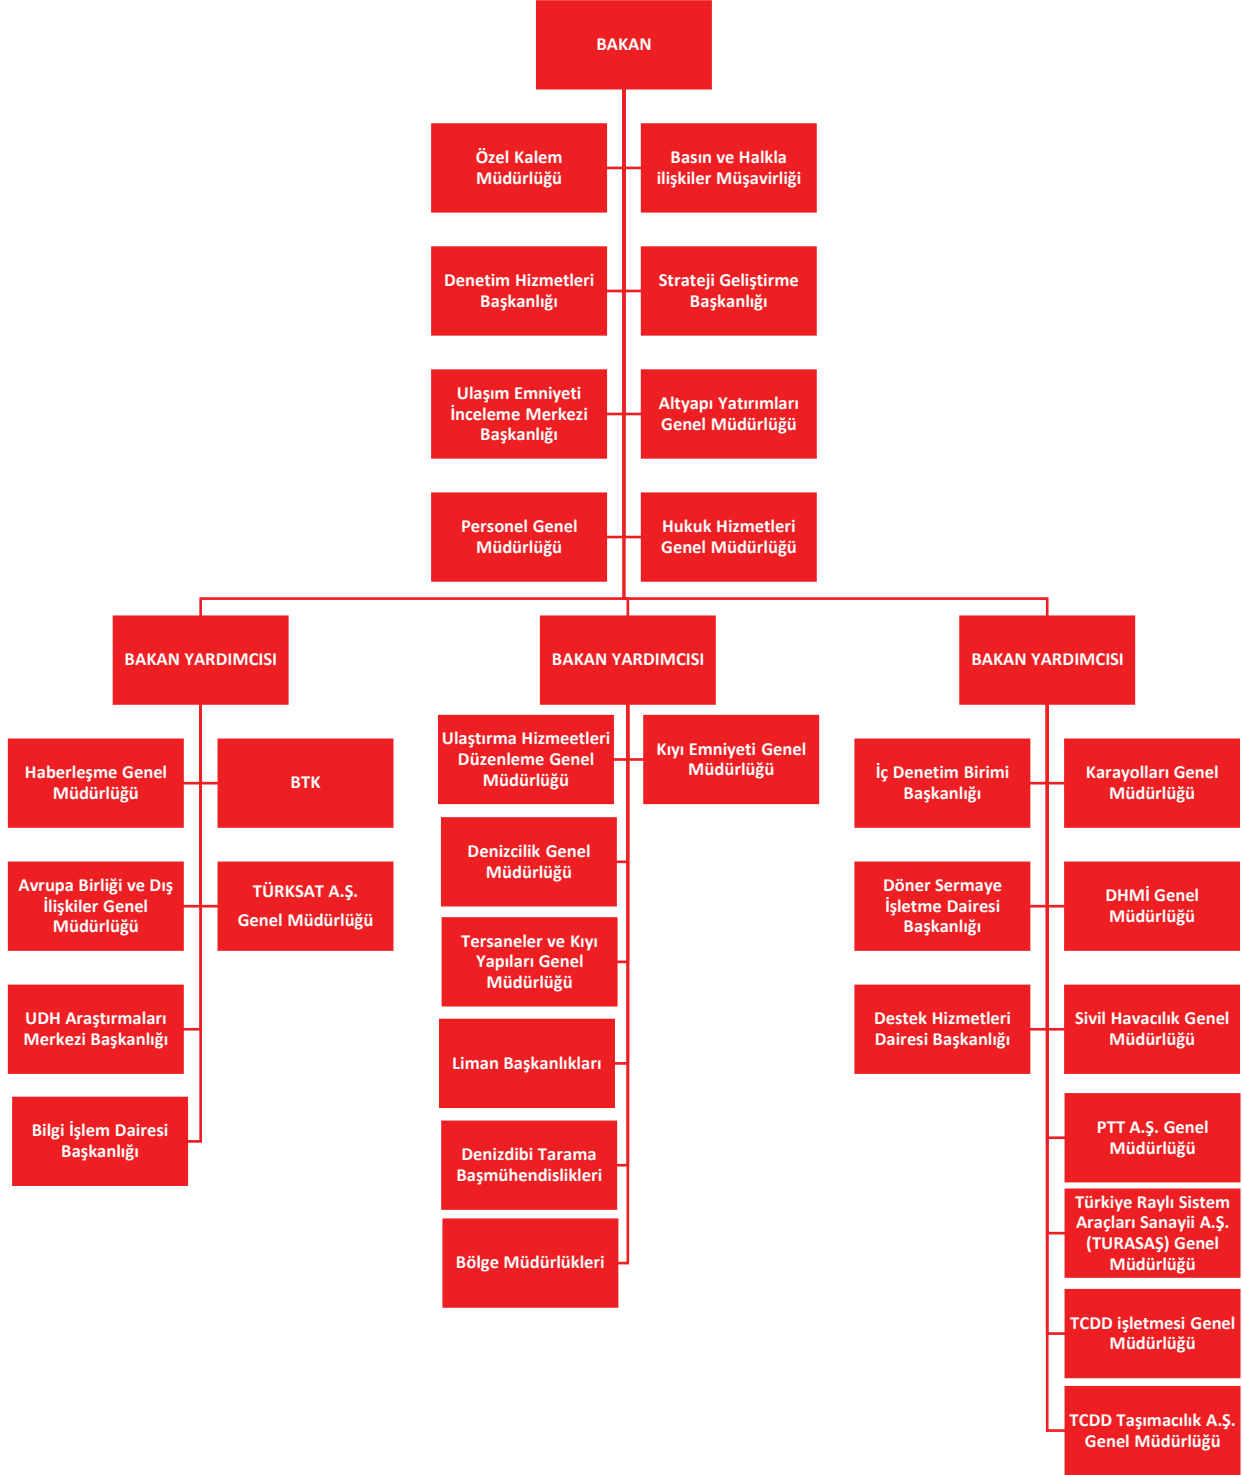 BAKAN
Özel Kalem
Müdürlüğü
Basın ve Halkla
ilişkiler Müşavirliği
Denetim Hizmetleri
Başkanlığı
Strateji Geliştirme
Başkanlığı
Ulaşım Emniyeti
İnceleme Merkezi
Başkanlığı
Altyapı Yatırımları
Genel Müdürlüğü
Personel Genel
Müdürlüğü
Hukuk Hizmetleri
Genel Müdürlüğü
BAKAN YARDIMCISI
Haberleşme Genel
Müdürlüğü
BTK
Avrupa Birliği ve Dış
İlişkiler Genel
Müdürlüğü
TÜRKSAT A.Ş.
Genel Müdürlüğü
UDH Araştırmaları
Merkezi Başkanlığı
Bilgi İşlem Dairesi
Başkanlığı
BAKAN YARDIMCISI
Ulaştırma Hizmeetleri
Düzenleme Genel
Müdürlüğü
Kıyı Emniyeti Genel
Müdürlüğü
Denizcilik Genel
Müdürlüğü
Tersaneler ve Kıyı
Yapıları Genel
Müdürlüğü
Liman Başkanlıkları
Denizdibi Tarama
Başmühendislikleri
Bölge Müdürlükleri
BAKAN YARDIMCISI
İç Denetim Birimi
Başkanlığı
Karayolları Genel
Müdürlüğü
Döner Sermaye
İşletme Dairesi
Başkanlığı
DHMİ Genel
Müdürlüğü
Destek Hizmetleri
Dairesi Başkanlığı
Sivil Havacılık Genel
Müdürlüğü
PTT A.Ş. Genel
Müdürlüğü
Türkiye Raylı Sistem
Araçları Sanayii A.Ş.
(TURASAŞ) Genel
Müdürlüğü
TCDD işletmesi Genel
Müdürlüğü
TCDD Taşımacılık A.Ş.
Genel Müdürlüğü